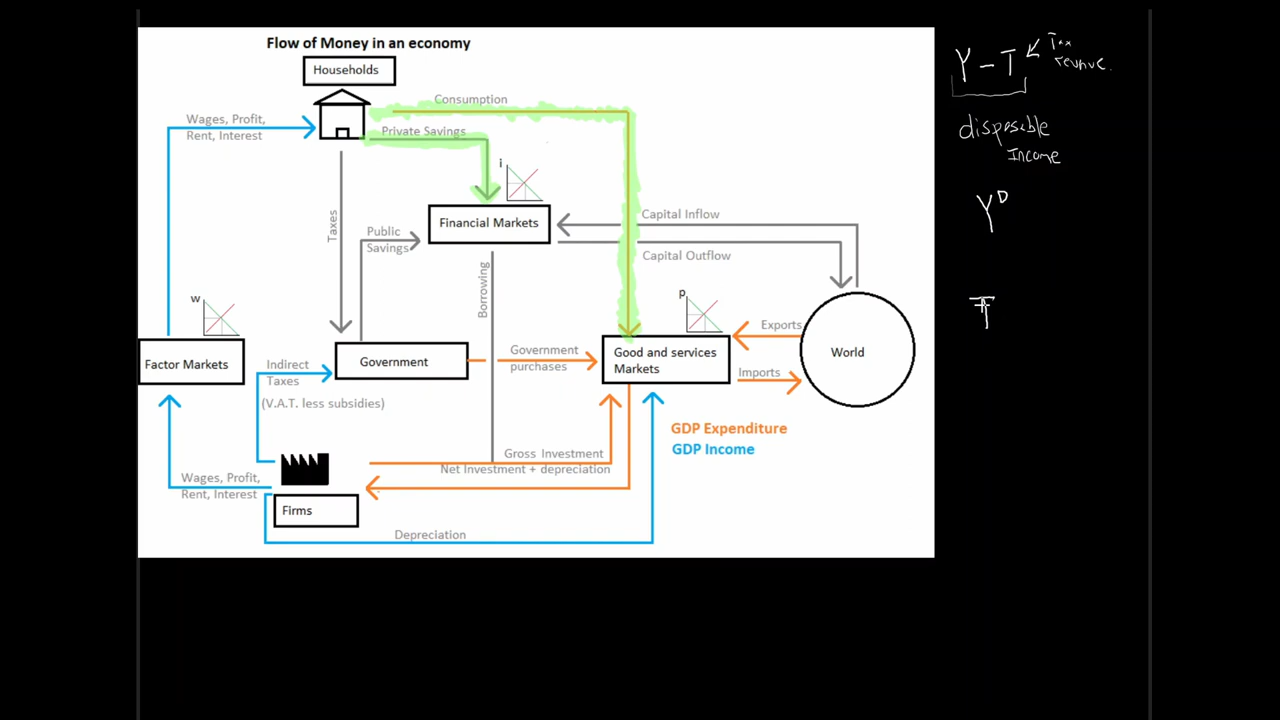 Flow of Money in an economy
Households
Consumption
Wages, Profit,
Rent, Interest
Private Savings
i
Taxes
Public
Savings
Financial Markets
Capital Inflow
Capital Outflow
Borrowing
w
p
Factor Markets
Indirect
Taxes
(V.A.T. less subsidies)
Government
Government
purchases
Good and services
Markets
Exports
Imports
World
GDP Expenditure
GDP Income
Gross Investment
Net Investment + depreciation
Wages, Profit,
Rent, Interest
Firms
Depreciation
Y - T
Tax
revenue.
disposable
Income
Y^D